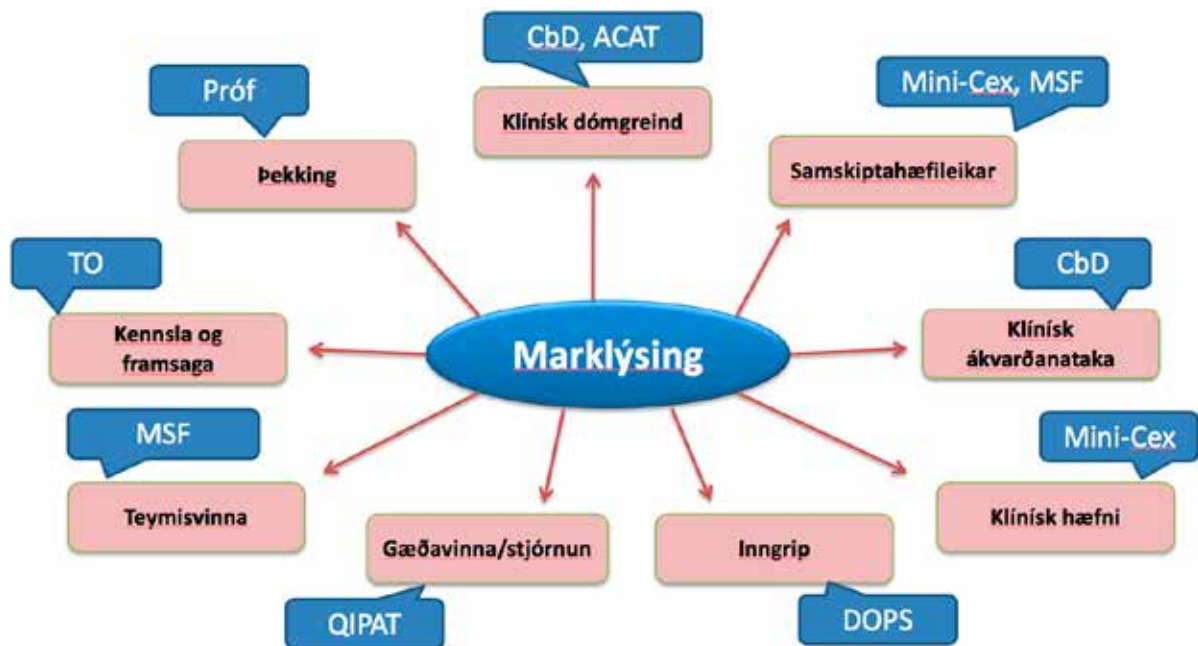 CbD, ACAT
Klínísk dómgreind
Próf
Þekking
Mini-Cex, MSF
Samskiptahæfileikar
TO
Kennsla og
framsaga
CbD
Klínísk
ákvarðanataka
Marklýsing
MSF
Teymisvinna
Mini-Cex
Klínísk hæfni
Gæðavinna/stjórnun
QIPAT
Inngrip
DOPS